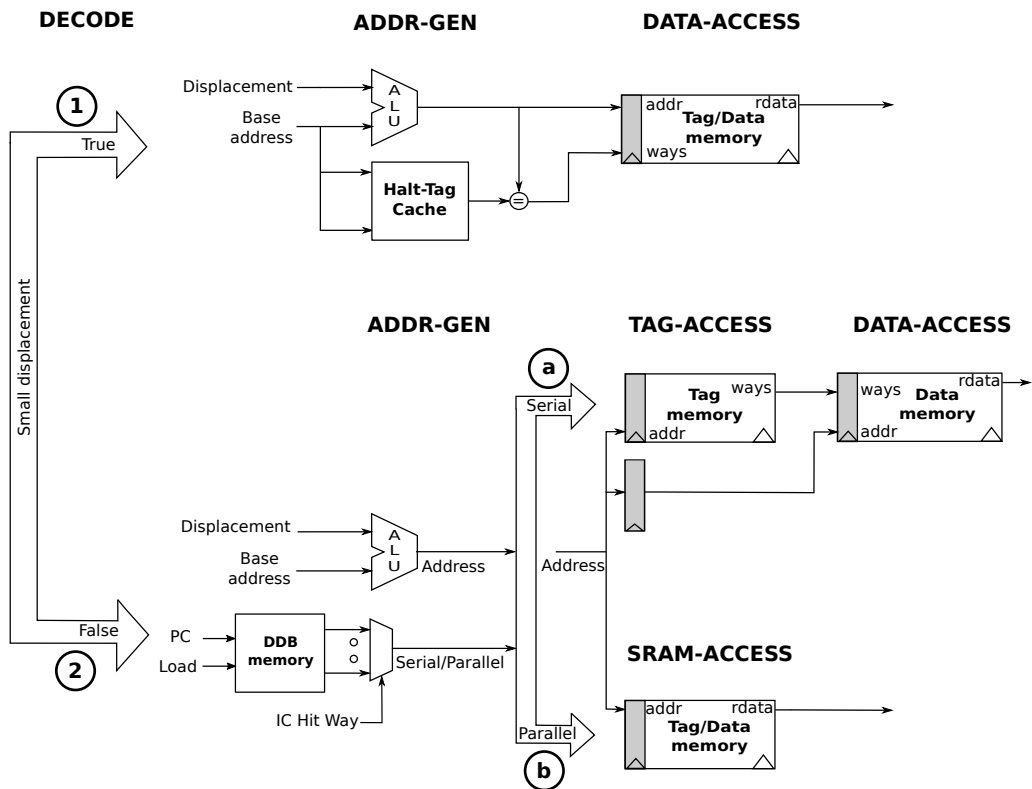 DECODE
ADDR-GEN
DATA-ACCESS
1
True
Displacement
Base
address
A
L
U
Halt-Tag
Cache
=
addr
rdata
Tag/Data
memory
ways
Small displacement
ADDR-GEN
TAG-ACCESS
DATA-ACCESS
a
Serial
ways
Tag
memory
addr
rdata
ways
Data
memory
addr
Displacement
Base
address
A
L
U
Address
Address
False
2
PC
Load
DDB
memory
Serial/Parallel
IC Hit Way
SRAM-ACCESS
Parallel
b
addr
rdata
Tag/Data
memory